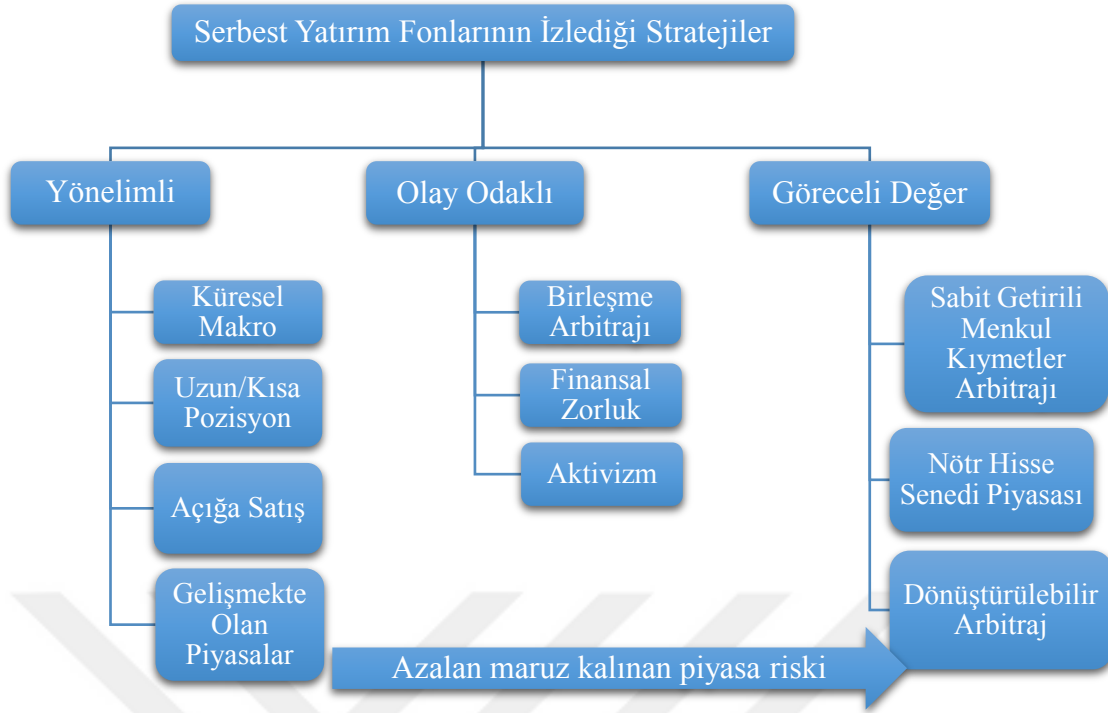 Serbest Yatırım Fonlarının İzlediği Stratejiler
Yönelimli
Küresel
Makro
Uzun/Kısa
Pozisyon
Açığa Satış
Gelişmekte
Olan
Piyasalar
Olay Odaklı
Birleşme
Arbitrajı
Finansal
Zorluk
Aktivizm
Göreceli Değer
Sabit Getirili
Menkul
Kıymetler
Arbitrajı
Nötr Hisse
Senedi Piyasası
Dönüştürülebilir
Arbitraj
Azalan maruz kalınan piyasa riski